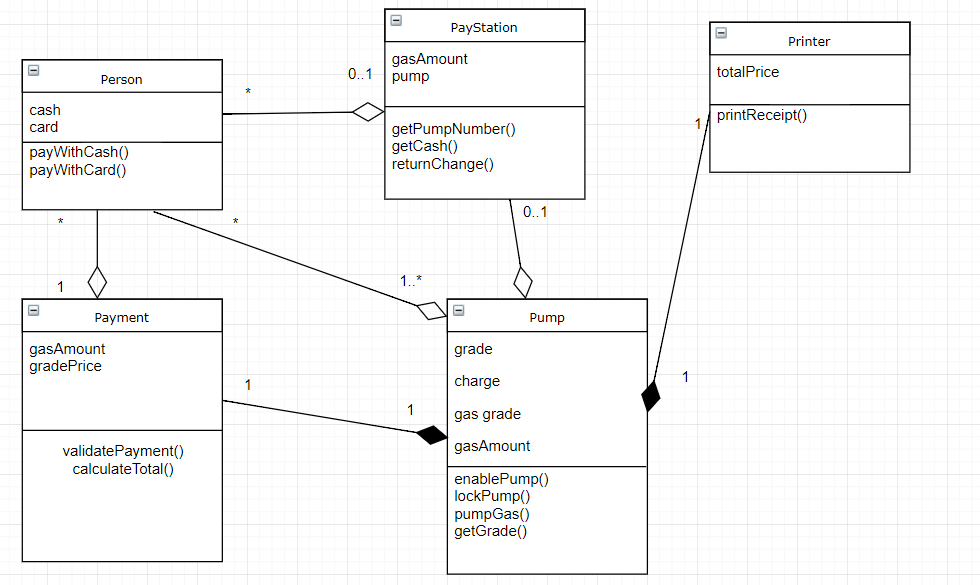 Person
cash
card
payWithCash()
payWithCard()
*
0..1
PayStation
gasAmount
pump
getPumpNumber()
getCash()
returnChange()
Printer
totalPrice
printReceipt()
1
*
*
0..1
1
1..*
Payment
gasAmount
gradePrice
validatePayment()
calculateTotal()
1
1
Pump
grade
charge
gas grade
gasAmount
enablePump()
lockPump()
pumpGas()
getGrade()
1